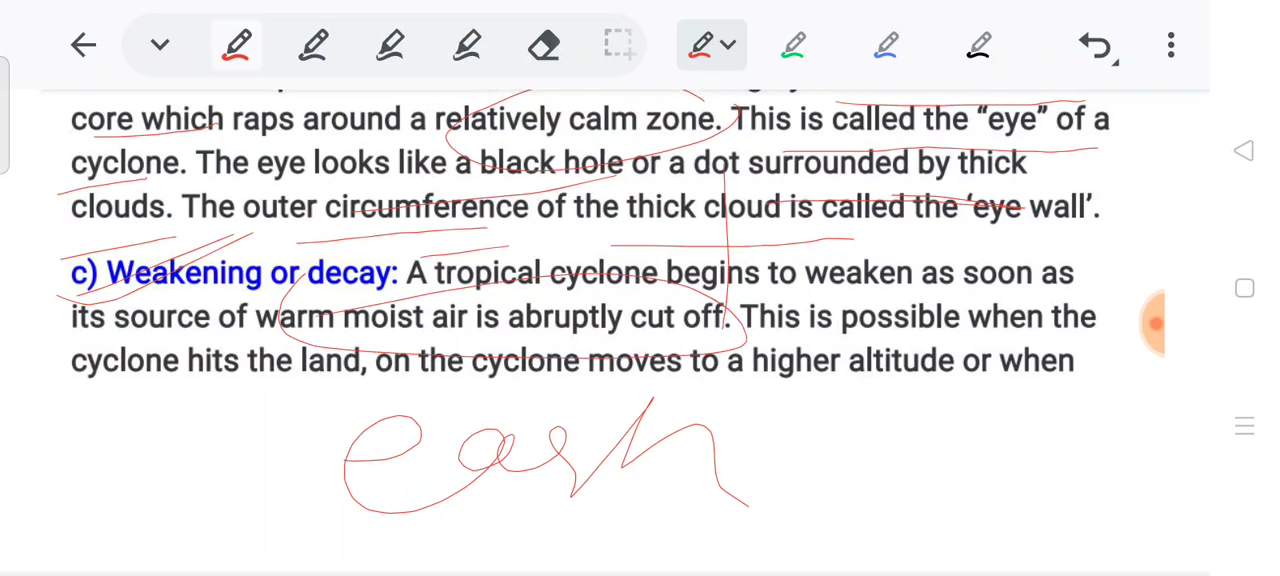 core which raps around a relatively calm zone. This is called the “eye” of a
cyclone. The eye looks like a black hole or a dot surrounded by thick
clouds. The outer circumference of the thick cloud is called the ‘eye wall’.
c) Weakening or decay: A tropical cyclone begins to weaken as soon as
its source of warm moist air is abruptly cut off. This is possible when the
cyclone hits the land, on the cyclone moves to a higher altitude or when